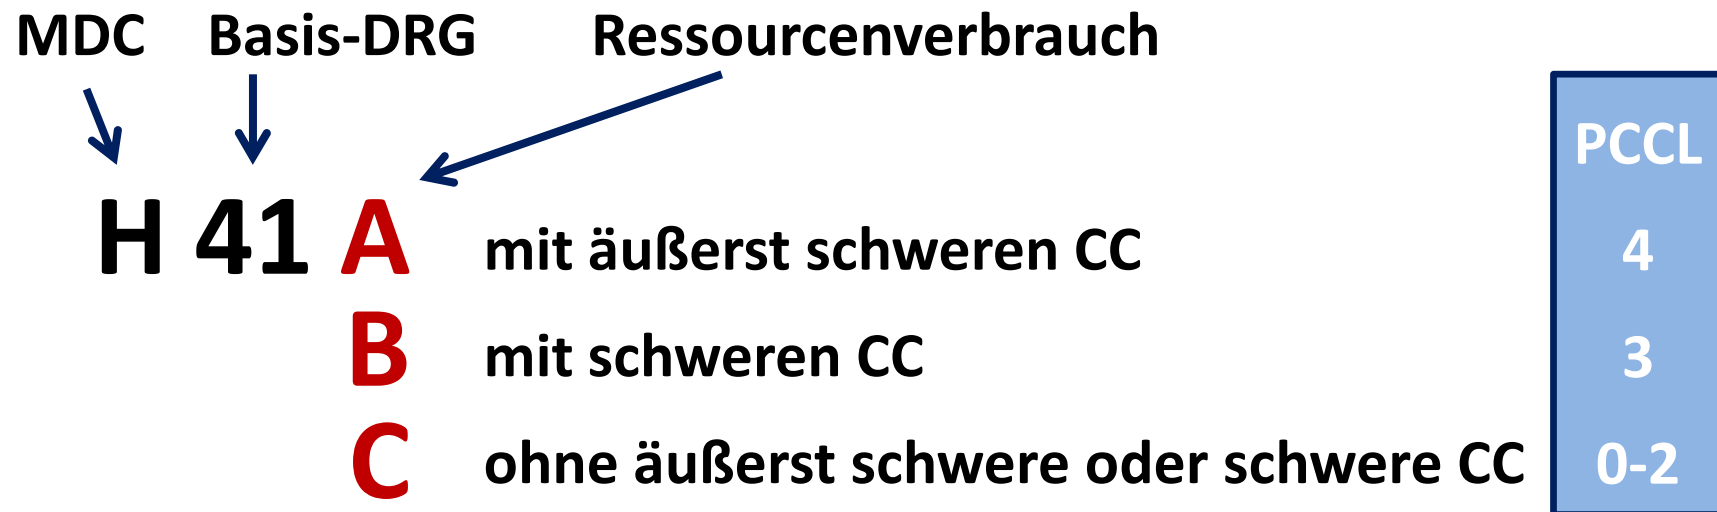 MDC Basis-DRG Ressourcenverbrauch
PCCL
H 41 A mit äußerst schweren CC 4
B mit schweren CC 3
C ohne äußerst schwere oder schwere CC 0-2